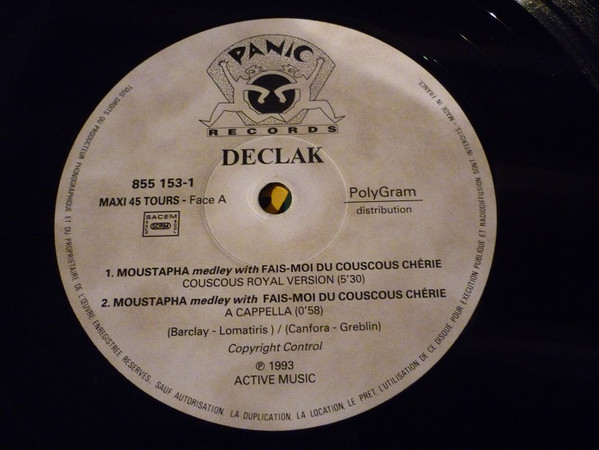 PANIC
RECORDS
DECLAK
855 153-1
MAXI 45 TOURS - Face A
SACEM
PolyGram
distribution
1. MOUSTAPHA medley with FAIS-MOI DU COUSCOUS CHÉRIE
COUSCOUS ROYAL VERSION (5'30)
2. MOUSTAPHA medley with FAIS-MOI DU COUSCOUS CHÉRIE
A CAPPELLA (0'58)
(Barclay - Lomatiris) / (Canfora - Greblin)
Copyright Control
℗ 1993
ACTIVE MUSIC
TOUS DROITS DU PRODUCTEUR PHONOGRAPHIQUE ET DU PROPRIETAIRE DE L'ŒUVRE ENREGISTREE RESERVES, SAUF AUTORISATION, LA DUPLICATION, LA LOCATION, LE PRET, L'UTILISATION DE CE DISQUE POUR EXECUTION PUBLIQUE ET RADIODIFFUSION SONT INTERDITS - MADE IN FRANCE.